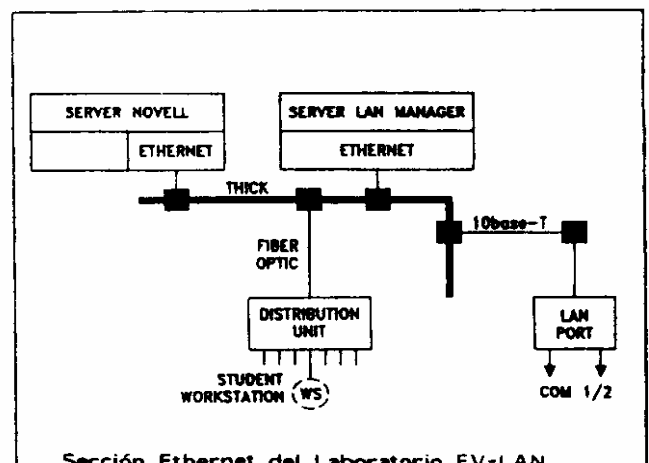 SERVER NOVELL
ETHERNET
SERVER LAN MANAGER
ETHERNET
THICK
10base-T
FIBER
OPTIC
DISTRIBUTION
UNIT
LAN
PORT
STUDENT
WORKSTATION
WS
COM 1/2
Sección Ethernet del Laboratorio EV-LAN